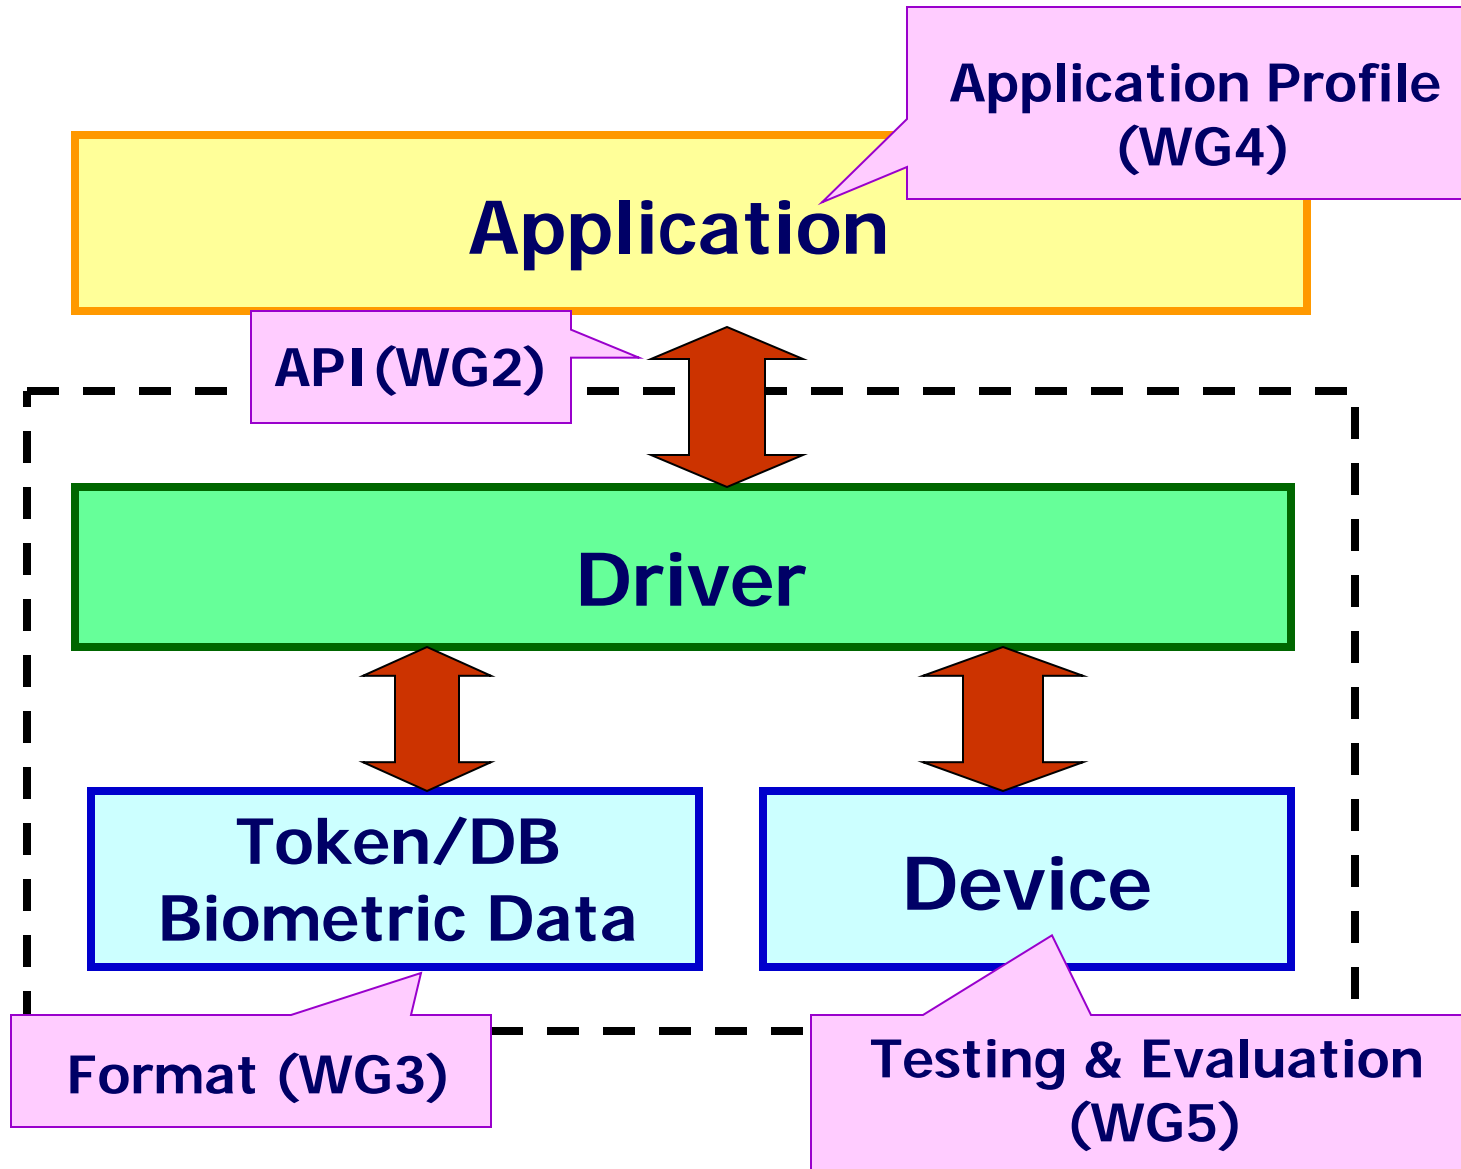 Application Profile
(WG4)
Application
API(WG2)
Driver
Token/DB
Biometric Data
Device
Format (WG3)
Testing & Evaluation
(WG5)